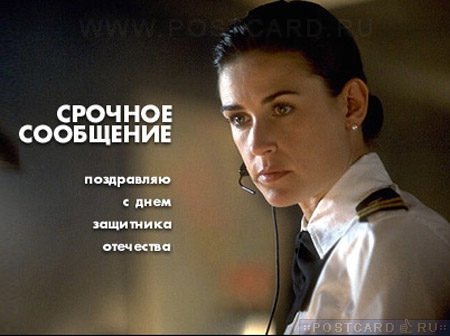 WWW.POSTCARD.RU
СРОЧНОЕ
СООБЩЕНИЕ
поздравляю
с днем
защитника
отечества
::POSTCARD RU::